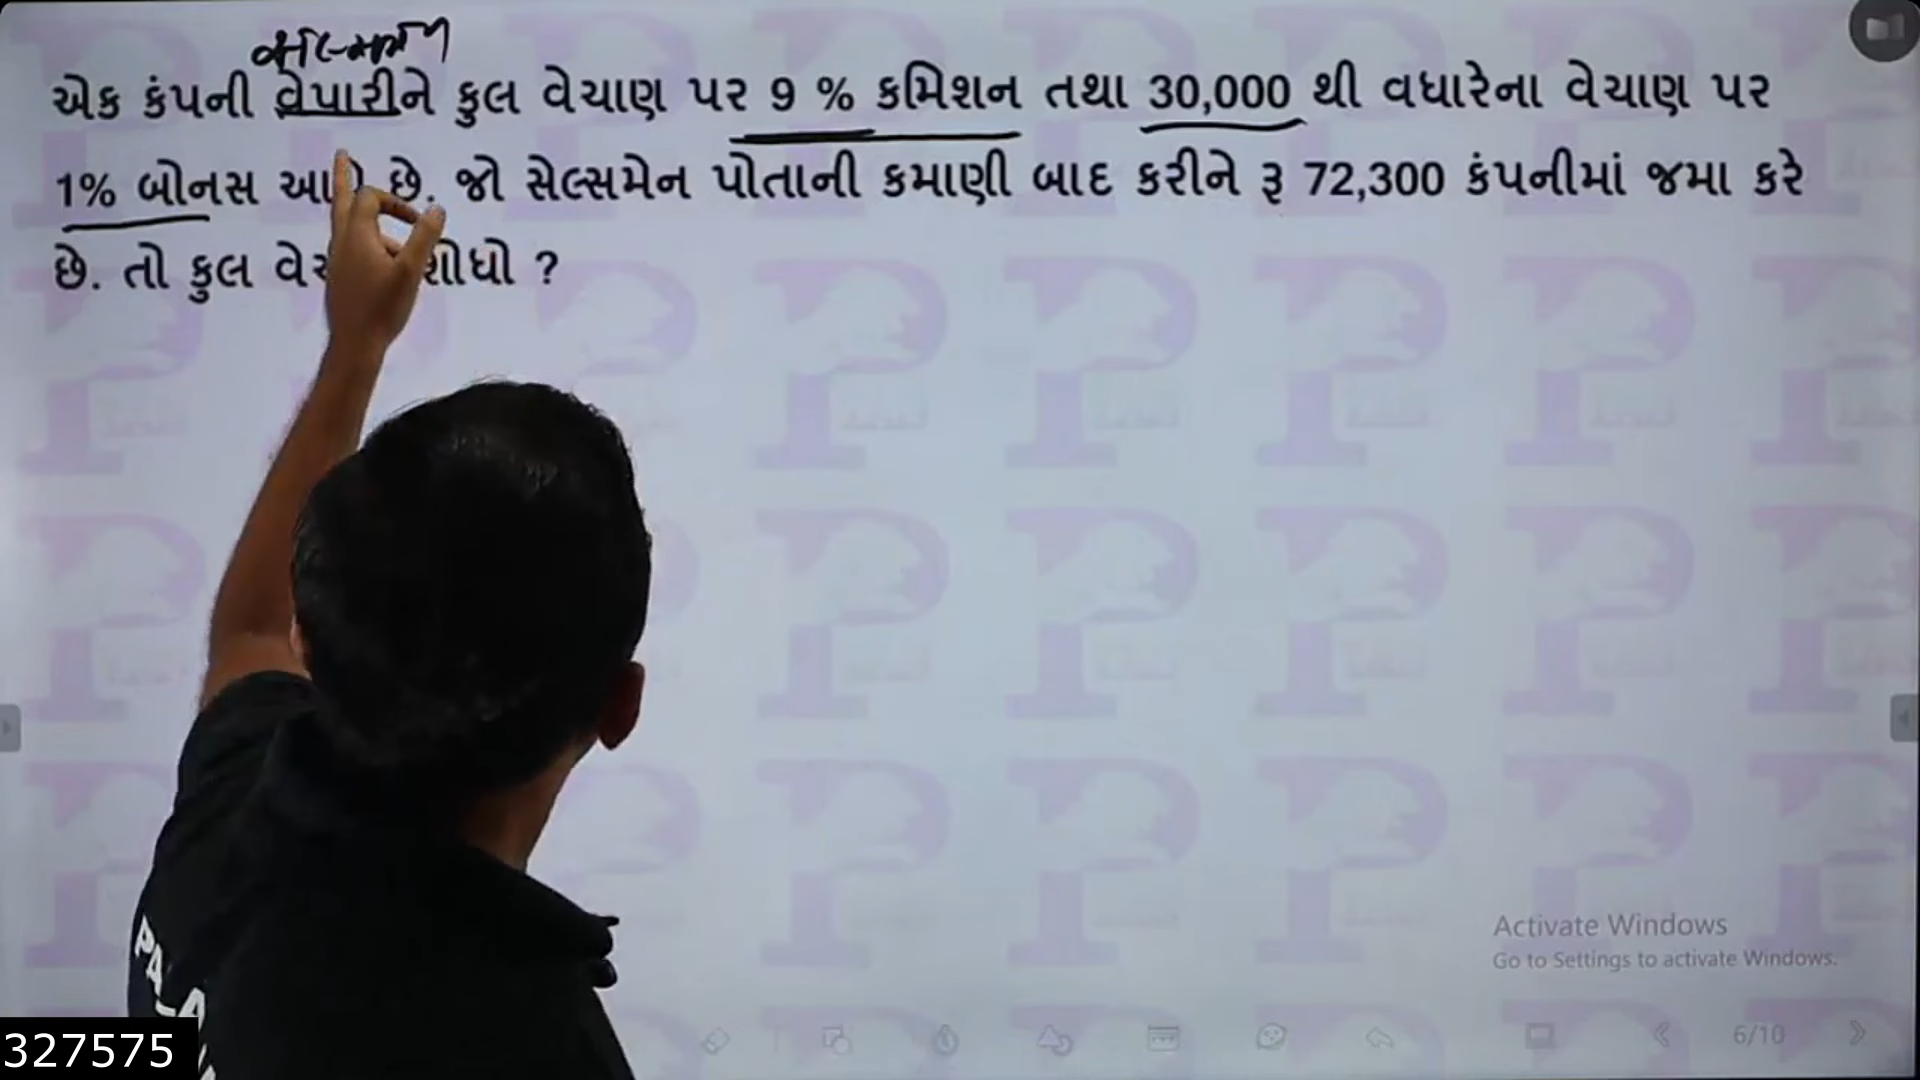 એક કંપની વેપારીને કુલ વેચાણ પર 9 % કમિશન તથા 30,000 થી વધારેના વેચાણ પર
1% બોનસ છે. જો સેલ્સમેન પોતાની કમાણી બાદ કરીને રૂ 72,300 કંપનીમાં જમા કરે
છે. તો કુલ શોધો ?
Activate Windows
Go to Settings to activate Windows.
6/10
327575